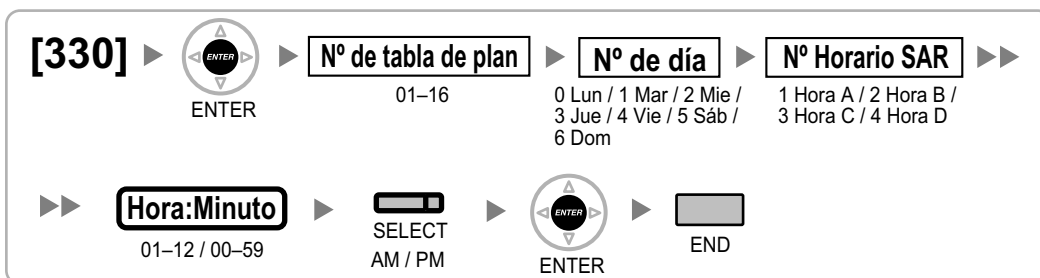 [330]
ENTER
ENTER
Nº de tabla de plan
01–16
Nº de día
0 Lun / 1 Mar / 2 Mie /
3 Jue / 4 Vie / 5 Sáb /
6 Dom
Nº Horario SAR
1 Hora A / 2 Hora B /
3 Hora C / 4 Hora D
Hora:Minuto
01–12 / 00–59
SELECT
AM / PM
ENTER
ENTER
END